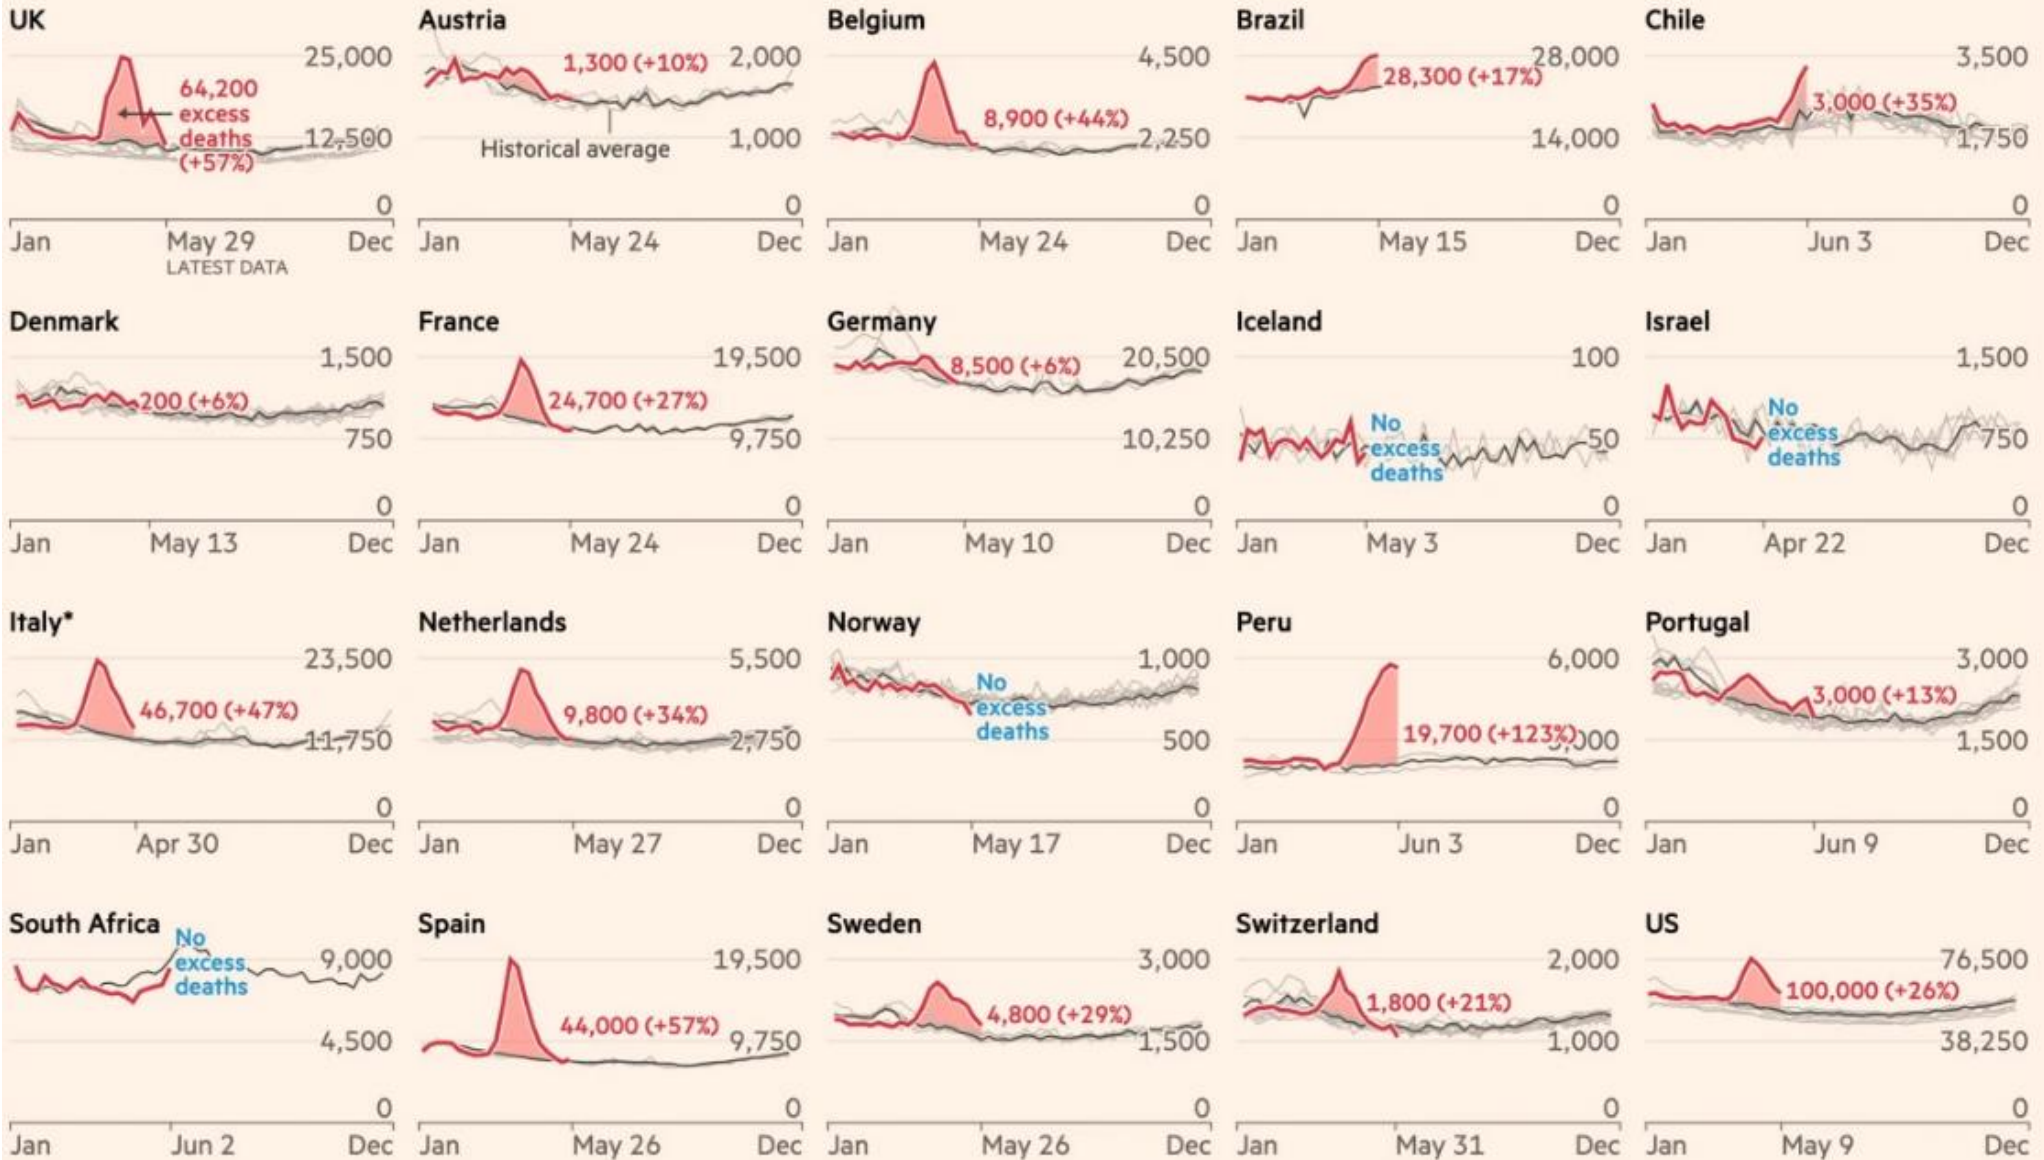 UK
25,000
64,200
excess
deaths
(+57%)
12,500
0
Jan
May 29
Dec
LATEST DATA
Austria
1,300 (+10%)
2,000
Historical average
1,000
0
Jan
May 24
Dec
Belgium
4,500
8,900 (+44%)
2,250
0
Jan
May 24
Dec
Brazil
28,000
28,300 (+17%)
14,000
0
Jan
May 15
Dec
Chile
3,500
3,000 (+35%)
1,750
0
Jan
Jun 3
Dec
Denmark
1,500
200 (+6%)
750
0
Jan
May 13
Dec
France
19,500
24,700 (+27%)
9,750
0
Jan
May 24
Dec
Germany
20,500
8,500 (+6%)
10,250
0
Jan
May 10
Dec
Iceland
100
No
excess
deaths
50
0
Jan
May 3
Dec
Israel
1,500
No
excess
deaths
750
0
Jan
Apr 22
Dec
Italy*
23,500
46,700 (+47%)
11,750
0
Jan
Apr 30
Dec
Netherlands
5,500
9,800 (+34%)
2,750
0
Jan
May 27
Dec
Norway
1,000
No
excess
deaths
500
0
Jan
May 17
Dec
Peru
6,000
19,700 (+123%)
3,000
0
Jan
Jun 3
Dec
Portugal
3,000
3,000 (+13%)
1,500
0
Jan
Jun 9
Dec
South Africa
No
excess
deaths
9,000
4,500
0
Jan
Jun 2
Dec
Spain
19,500
44,000 (+57%)
9,750
0
Jan
May 26
Dec
Sweden
3,000
4,800 (+29%)
1,500
0
Jan
May 26
Dec
Switzerland
2,000
1,800 (+21%)
1,000
0
Jan
May 31
Dec
US
76,500
100,000 (+26%)
38,250
0
Jan
May 9
Dec